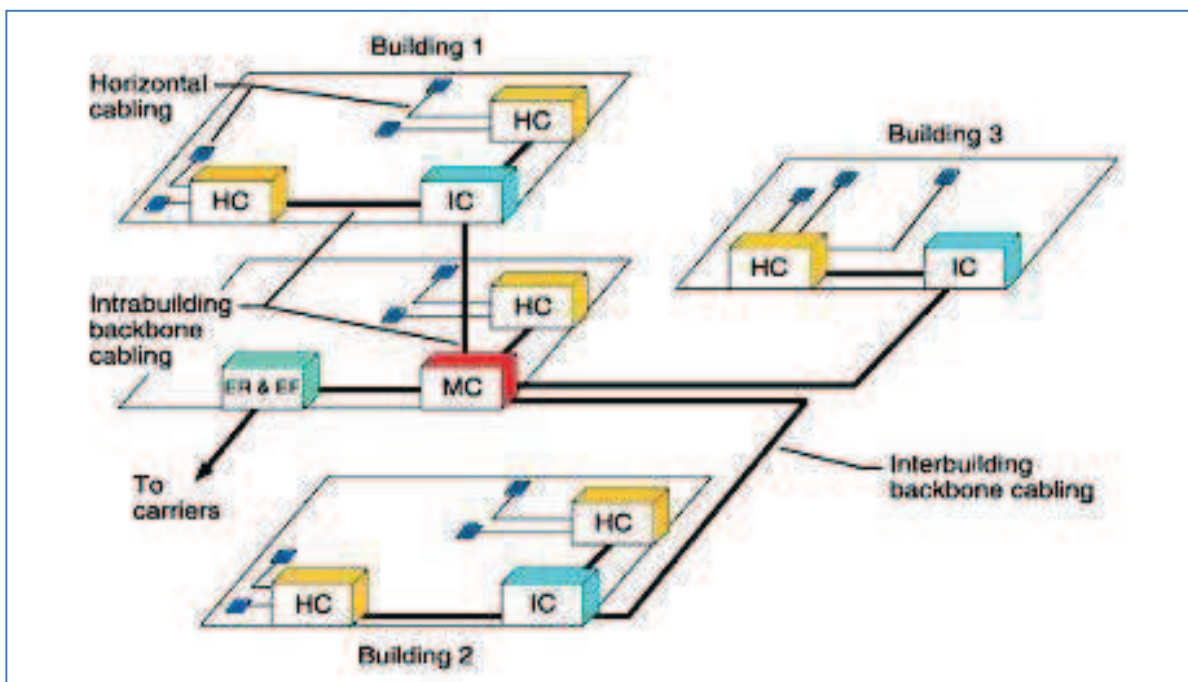 Building 1
Horizontal
cabling
HC
Building 3
HC
IC
HC
IC
HC
Intrabuilding
backbone
cabling
ER & EF
MC
To
carriers
Interbuilding
backbone cabling
HC
HC
IC
Building 2